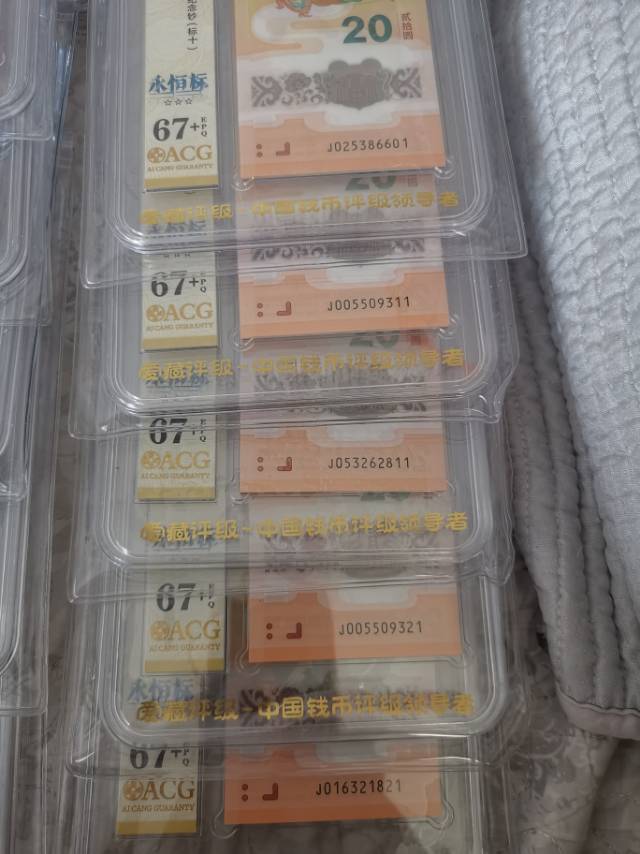 纪念钞(标十)
永恒标
☆☆☆
67+ EPQ
ACG
AI CANG GUARANTY
20 贰拾圆
J025386601
爱藏评级-中国钱币评级领导者
20
67+ EPQ
ACG
AI CANG GUARANTY
J005509311
爱藏评级-中国钱币评级领导者
20
67+ EPQ
ACG
AI CANG GUARANTY
J053262811
爱藏评级-中国钱币评级领导者
20
67+ EPQ
ACG
AI CANG GUARANTY
J005509321
永恒标
爱藏评级-中国钱币评级领导者
67+ EPQ
ACG
AI CANG GUARANTY
J016321821